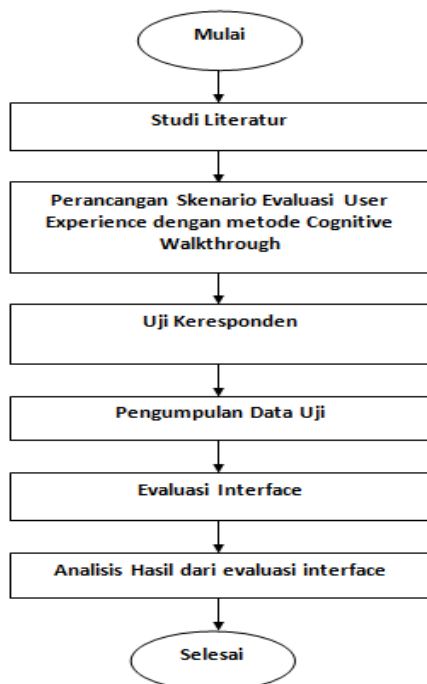 Mulai
Studi Literatur
Perancangan Skenario Evaluasi User
Experience dengan metode Cognitive
Walkthrough
Uji Keresponden
Pengumpulan Data Uji
Evaluasi Interface
Analisis Hasil dari evaluasi interface
Selesai